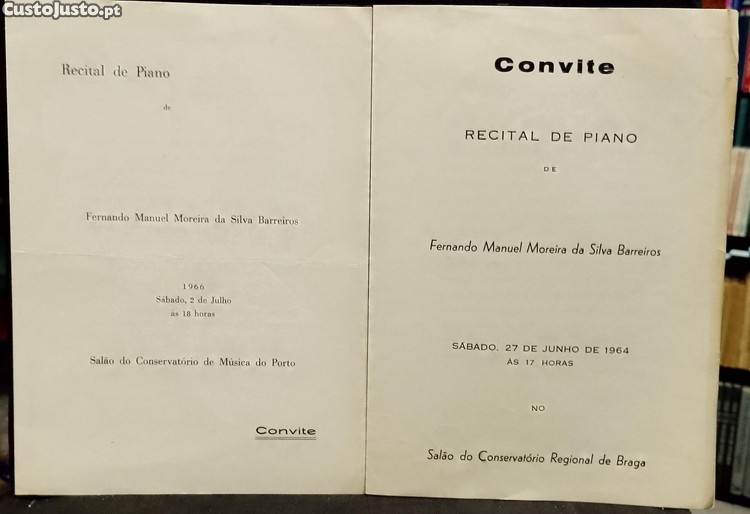 CustoJusto.pt
Recital de Piano
de
Fernando Manuel Moreira da Silva Barreiros
1966
Sábado, 2 de Julho
às 18 horas
Salão do Conservatório de Música do Porto
Convite
Convite
RECITAL DE PIANO
DE
Fernando Manuel Moreira da Silva Barreiros
SÁBADO, 27 DE JUNHO DE 1964
ÀS 17 HORAS
NO
Salão do Conservatório Regional de Braga